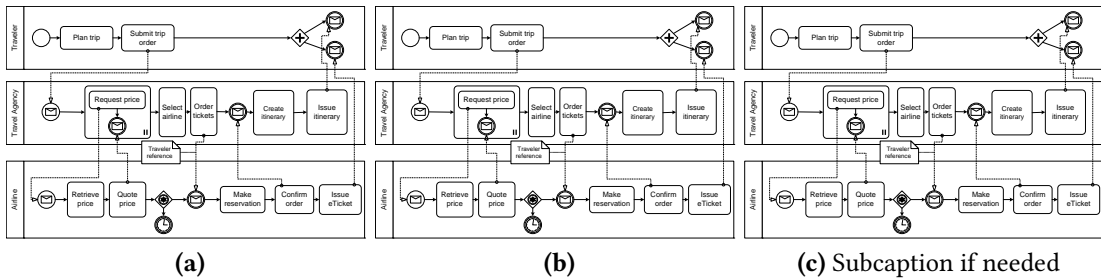 Traveler
Plan trip
Submit trip
order
Travel Agency
Request price
Select
airline
Order
tickets
Create
itinerary
Issue
itinerary
Traveler
reference
Airline
Retrieve
price
Quote
price
Make
reservation
Confirm
order
Issue
eTicket
(a)
Traveler
Plan trip
Submit trip
order
Travel Agency
Request price
Select
airline
Order
tickets
Create
itinerary
Issue
itinerary
Traveler
reference
Airline
Retrieve
price
Quote
price
Make
reservation
Confirm
order
Issue
eTicket
(b)
Traveler
Plan trip
Submit trip
order
Travel Agency
Request price
Select
airline
Order
tickets
Create
itinerary
Issue
itinerary
Traveler
reference
Airline
Retrieve
price
Quote
price
Make
reservation
Confirm
order
Issue
eTicket
(c) Subcaption if needed